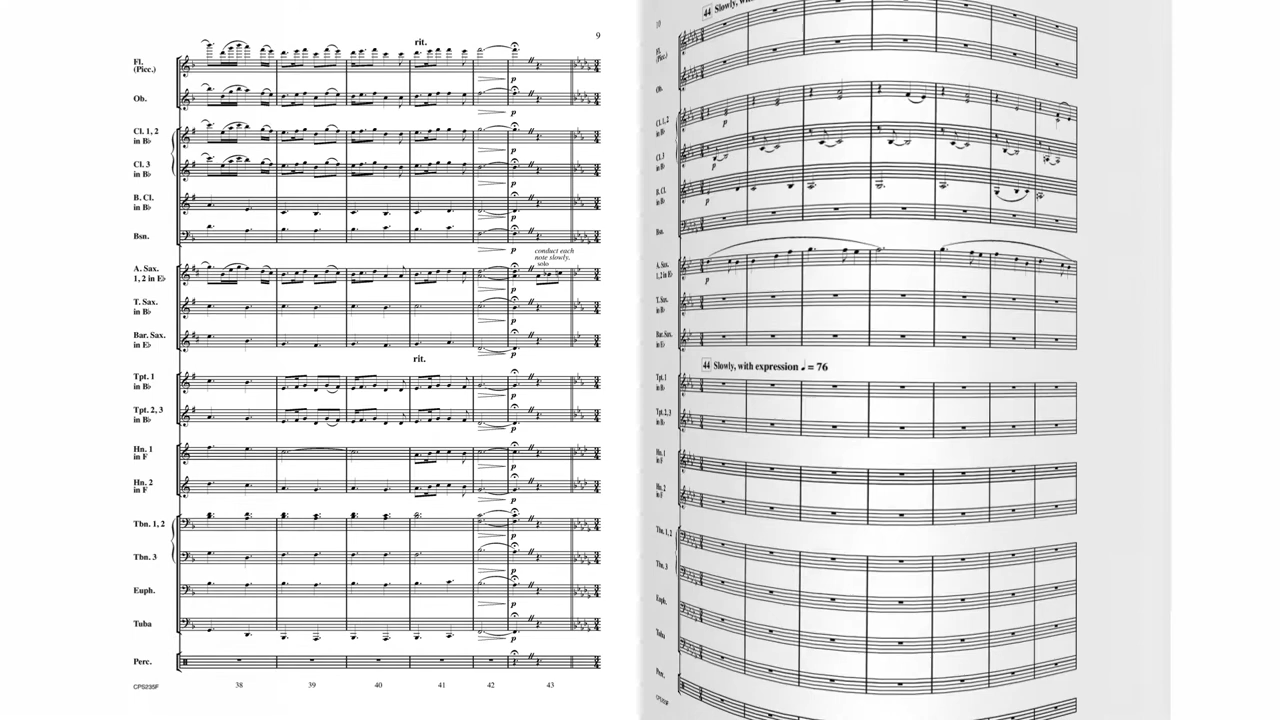 9
rit.
Fl.
(Picc.)
p
Ob.
p
Cl. 1, 2
in B♭
p
Cl. 3
in B♭
p
B. Cl.
in B♭
p
Bsn.
p
conduct each
note slowly,
solo
A. Sax.
1, 2 in E♭
p
T. Sax.
in B♭
p
Bar. Sax.
in E♭
p
rit.
Tpt. 1
in B♭
p
Tpt. 2, 3
in B♭
p
Hn. 1
in F
p
Hn. 2
in F
p
Tbn. 1, 2
p
Tbn. 3
p
Euph.
p
Tuba
p
Perc.
p
CPS235F
38 39 40 41 42 43
10
44 Slowly,
Fl.
(Picc.)
Ob.
Cl. 1, 2
in B♭
p
Cl. 3
in B♭
p
B. Cl.
in B♭
p
Bsn.
A. Sax.
1, 2 in E♭
p
T. Sax.
in B♭
Bar. Sax.
in E♭
44 Slowly, with expression ♩ = 76
Tpt. 1
in B♭
Tpt. 2, 3
in B♭
Hn. 1
in F
Hn. 2
in F
Tbn. 1, 2
Tbn. 3
Euph.
Tuba
Perc.
CPS235F